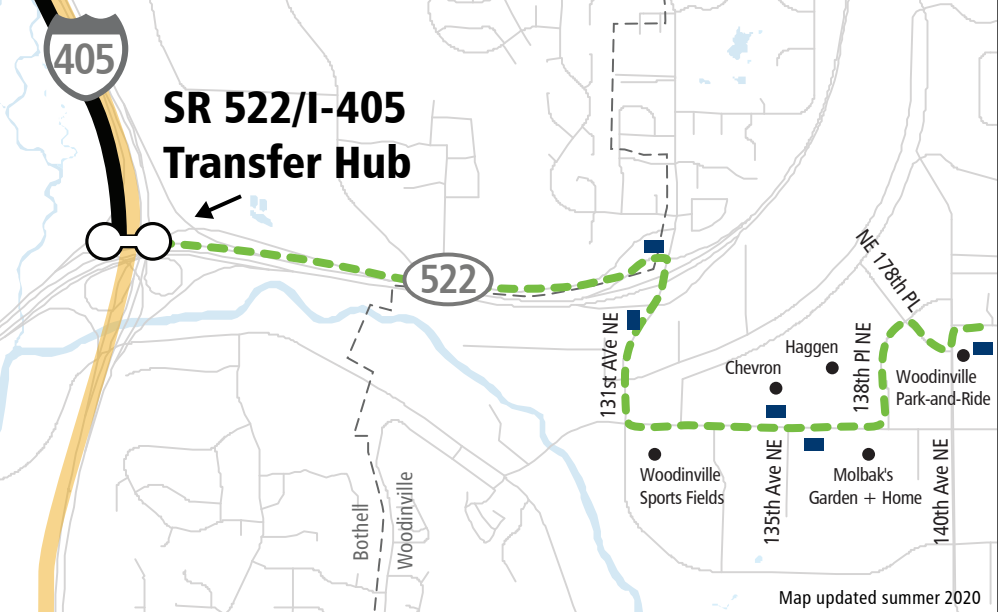 405
SR 522/I-405
Transfer Hub
522
NE 178th PL
131st Ave NE
138th Pl NE
Haggen
Chevron
Woodinville
Park-and-Ride
Woodinville
Sports Fields
135th Ave NE
Molbak's
Garden + Home
140th Ave NE
Bothell
Woodinville
Map updated summer 2020